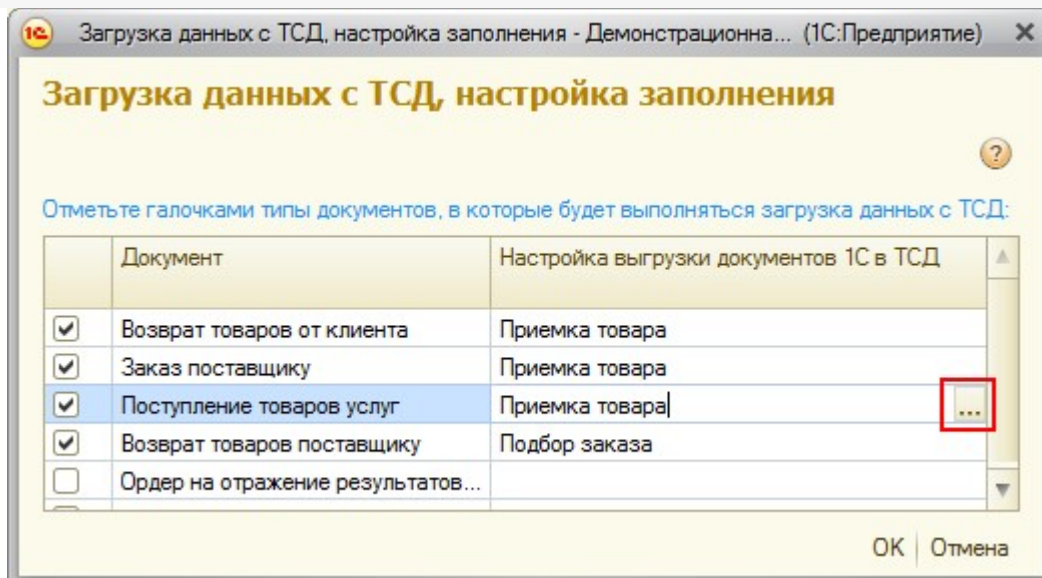 1С Загрузка данных с ТСД, настройка заполнения - Демонстрационна... (1С:Предприятие)
Загрузка данных с ТСД, настройка заполнения
?
Отметьте галочками типы документов, в которые будет выполняться загрузка данных с ТСД:
Документ Настройка выгрузки документов 1С в ТСД
Возврат товаров от клиента Приемка товара
Заказ поставщику Приемка товара
Поступление товаров услуг Приемка товара ...
Возврат товаров поставщику Подбор заказа
Ордер на отражение результатов...
ОК Отмена